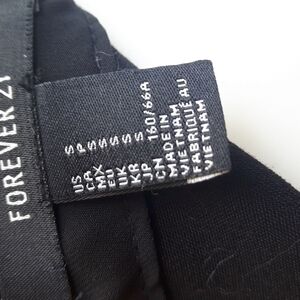 FOREVER 21
US S
CA P
MX S
EU S
UK S
KR S
JP S
CN 160/66A
MADE IN
VIETNAM
FABRIQUÉ AU
VIETNAM